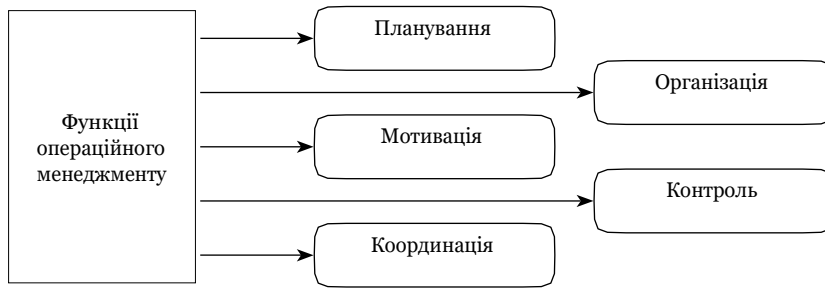 Функції
операційного
менеджменту
Планування
Організація
Мотивація
Контроль
Координація